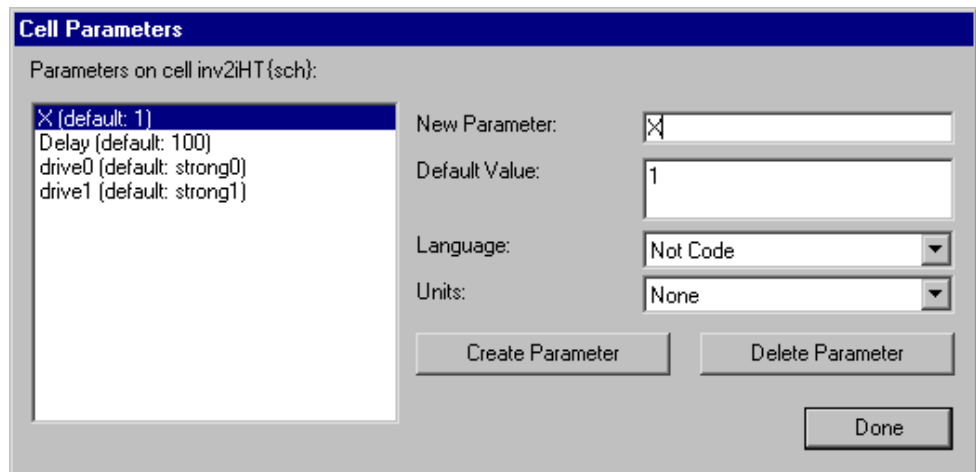 Cell Parameters
Parameters on cell inv2iHT{sch}:
X (default: 1)
Delay (default: 100)
drive0 (default: strong0)
drive1 (default: strong1)
New Parameter:
X
Default Value:
1
Language:
Not Code
Units:
None
Create Parameter
Delete Parameter
Done